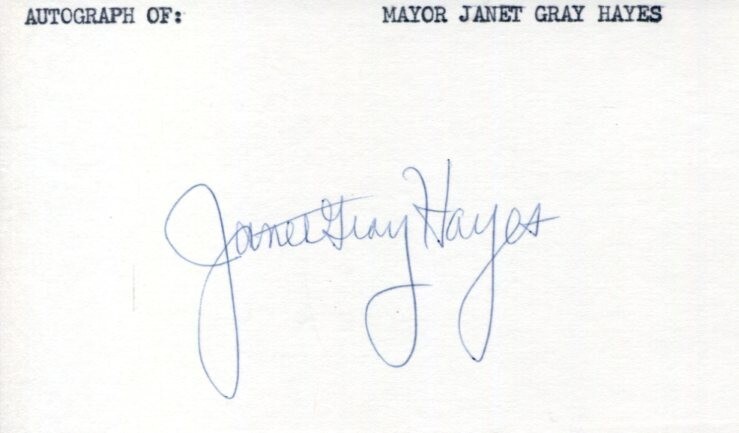 AUTOGRAPH OF: MAYOR JANET GRAY HAYES
Janet Gray Hayes